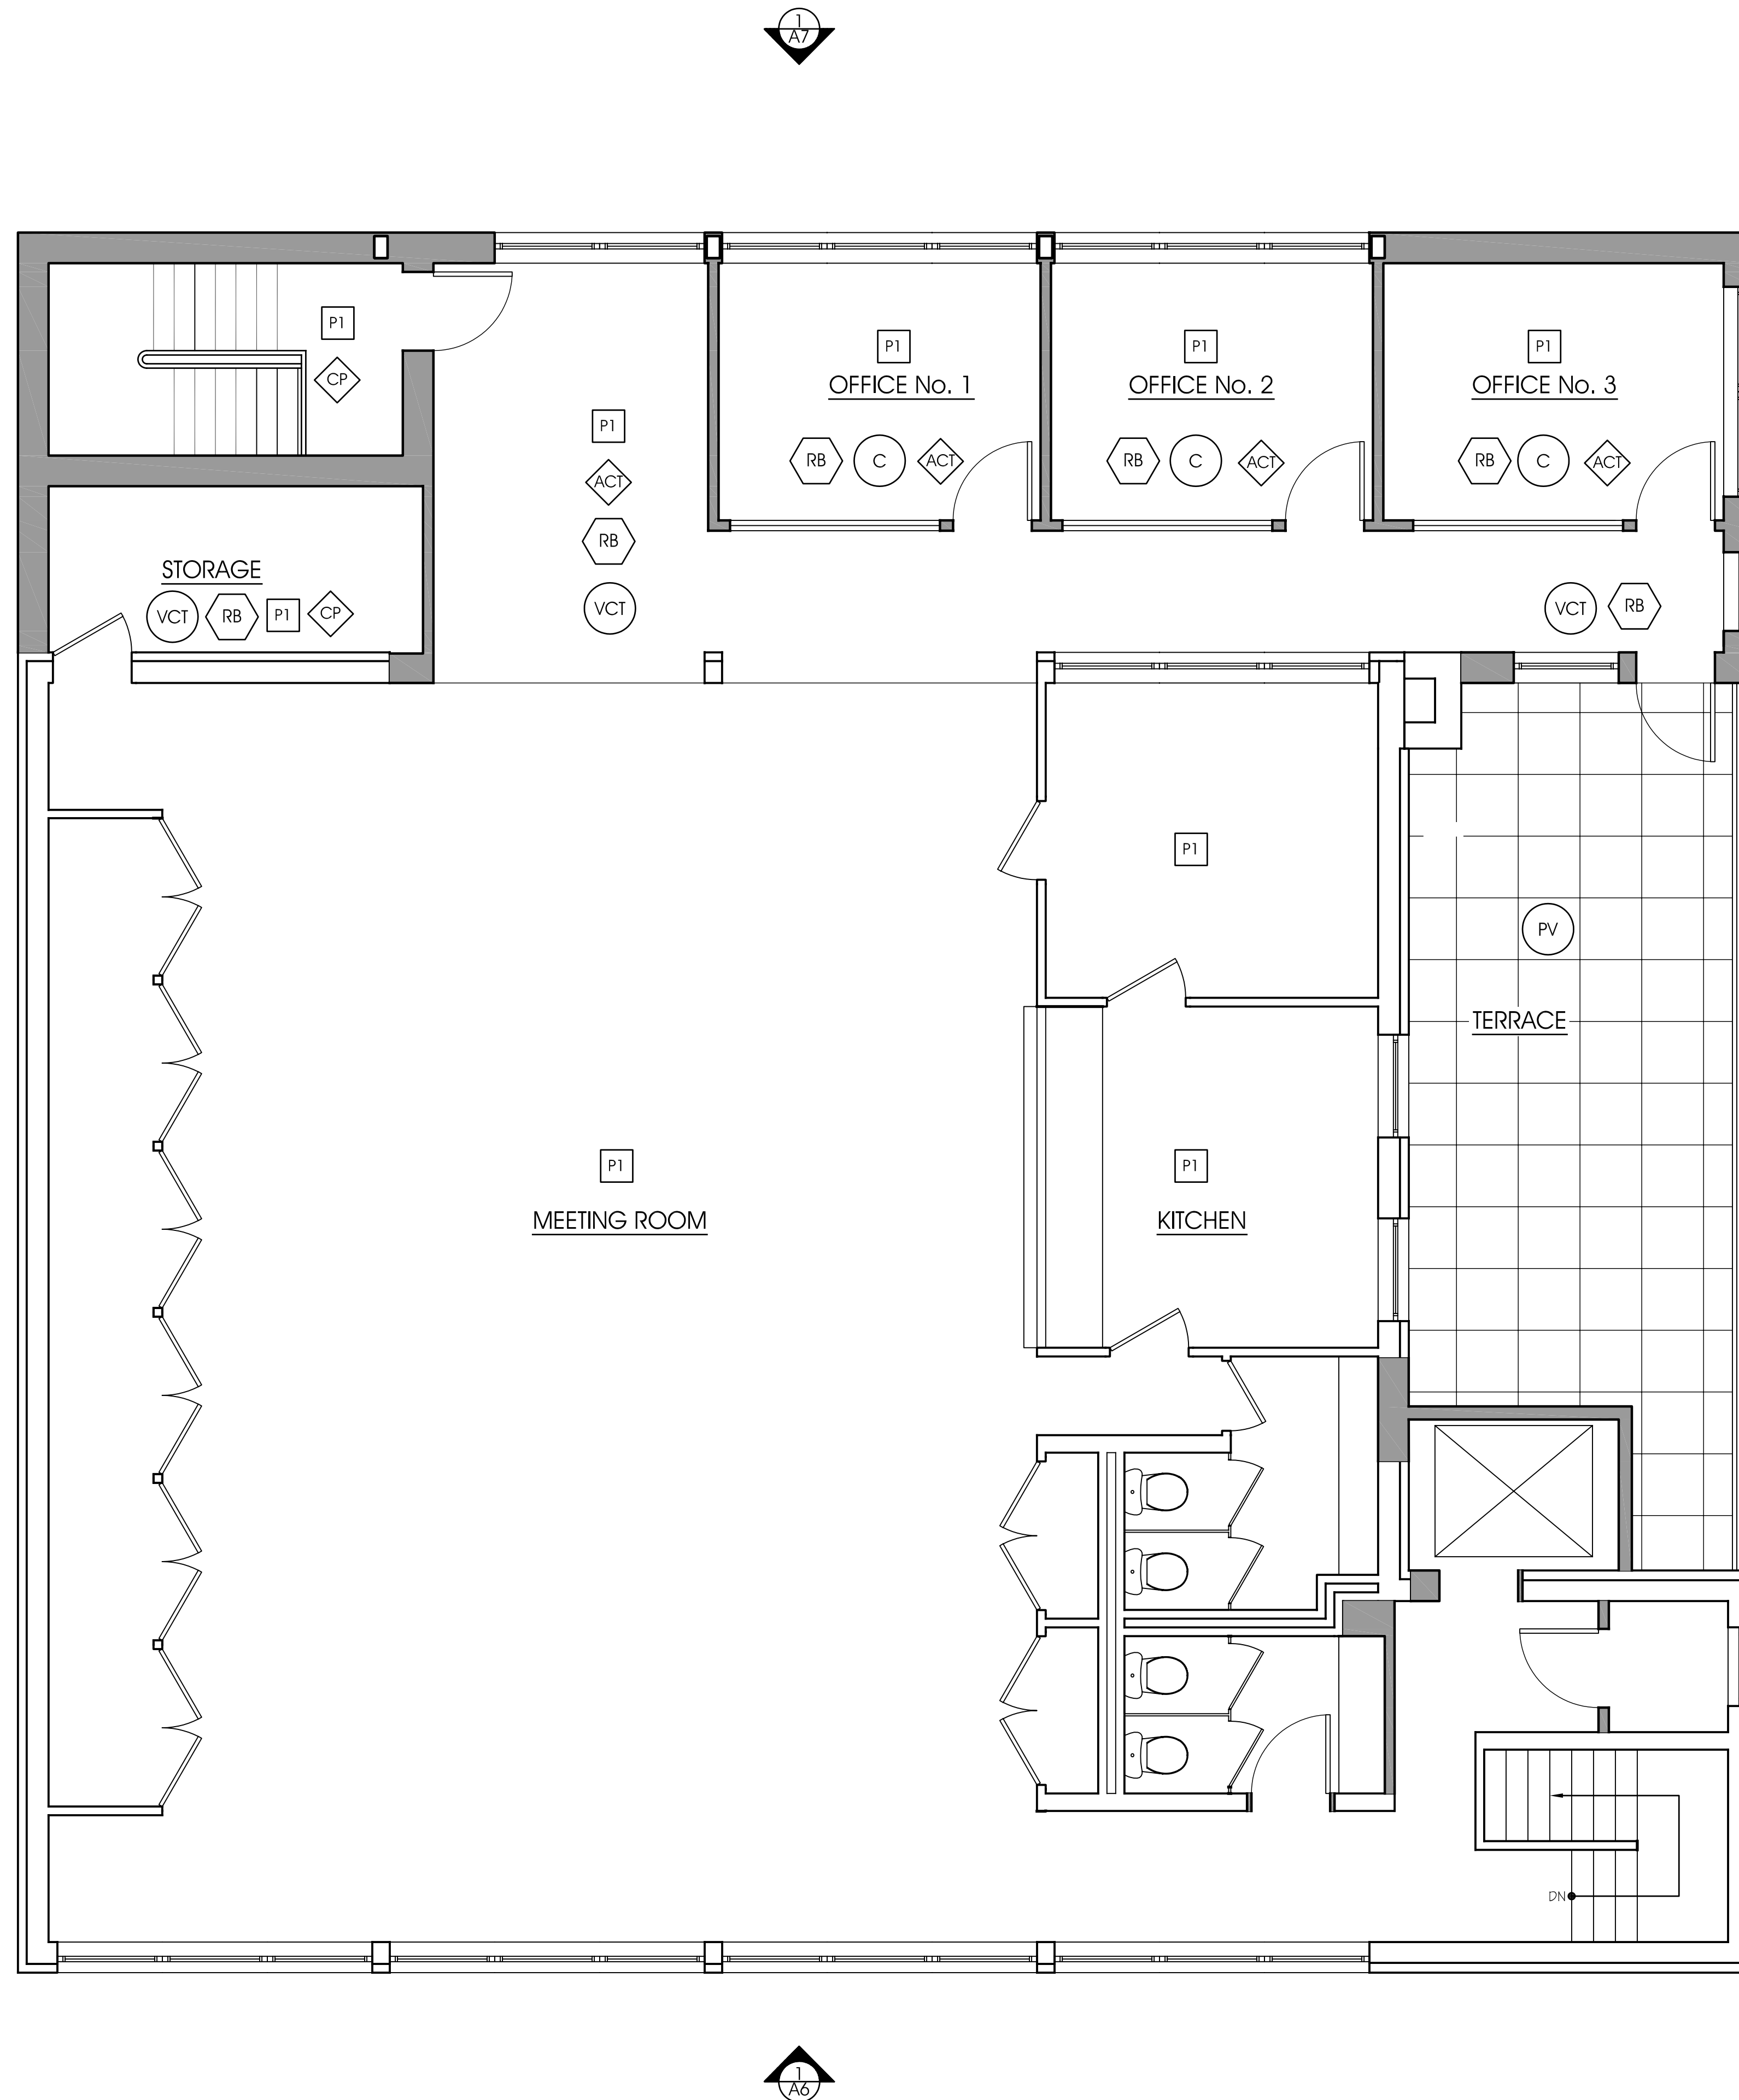 1
A7
P1
CP
P1
OFFICE No. 1
RB C ACT
P1
OFFICE No. 2
RB C ACT
P1
OFFICE No. 3
RB C ACT
P1
ACT
RB
VCT
STORAGE
VCT RB P1 CP
VCT RB
P1
PV
TERRACE
P1
MEETING ROOM
P1
KITCHEN
DN
1
A6